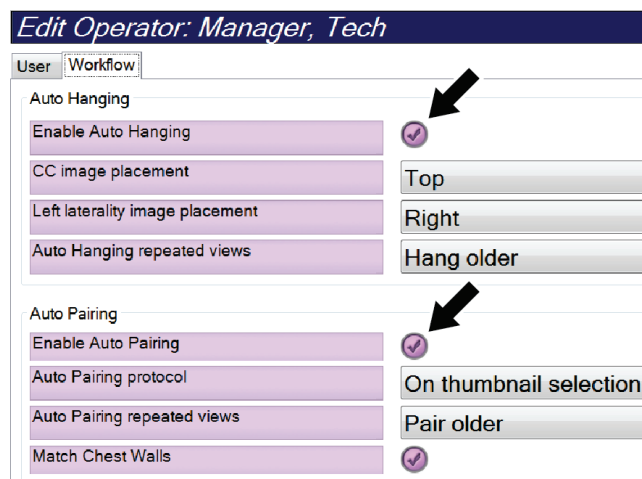 Edit Operator: Manager, Tech
User Workflow
Auto Hanging
Enable Auto Hanging
CC image placement Top
Left laterality image placement Right
Auto Hanging repeated views Hang older
Auto Pairing
Enable Auto Pairing
Auto Pairing protocol On thumbnail selection
Auto Pairing repeated views Pair older
Match Chest Walls